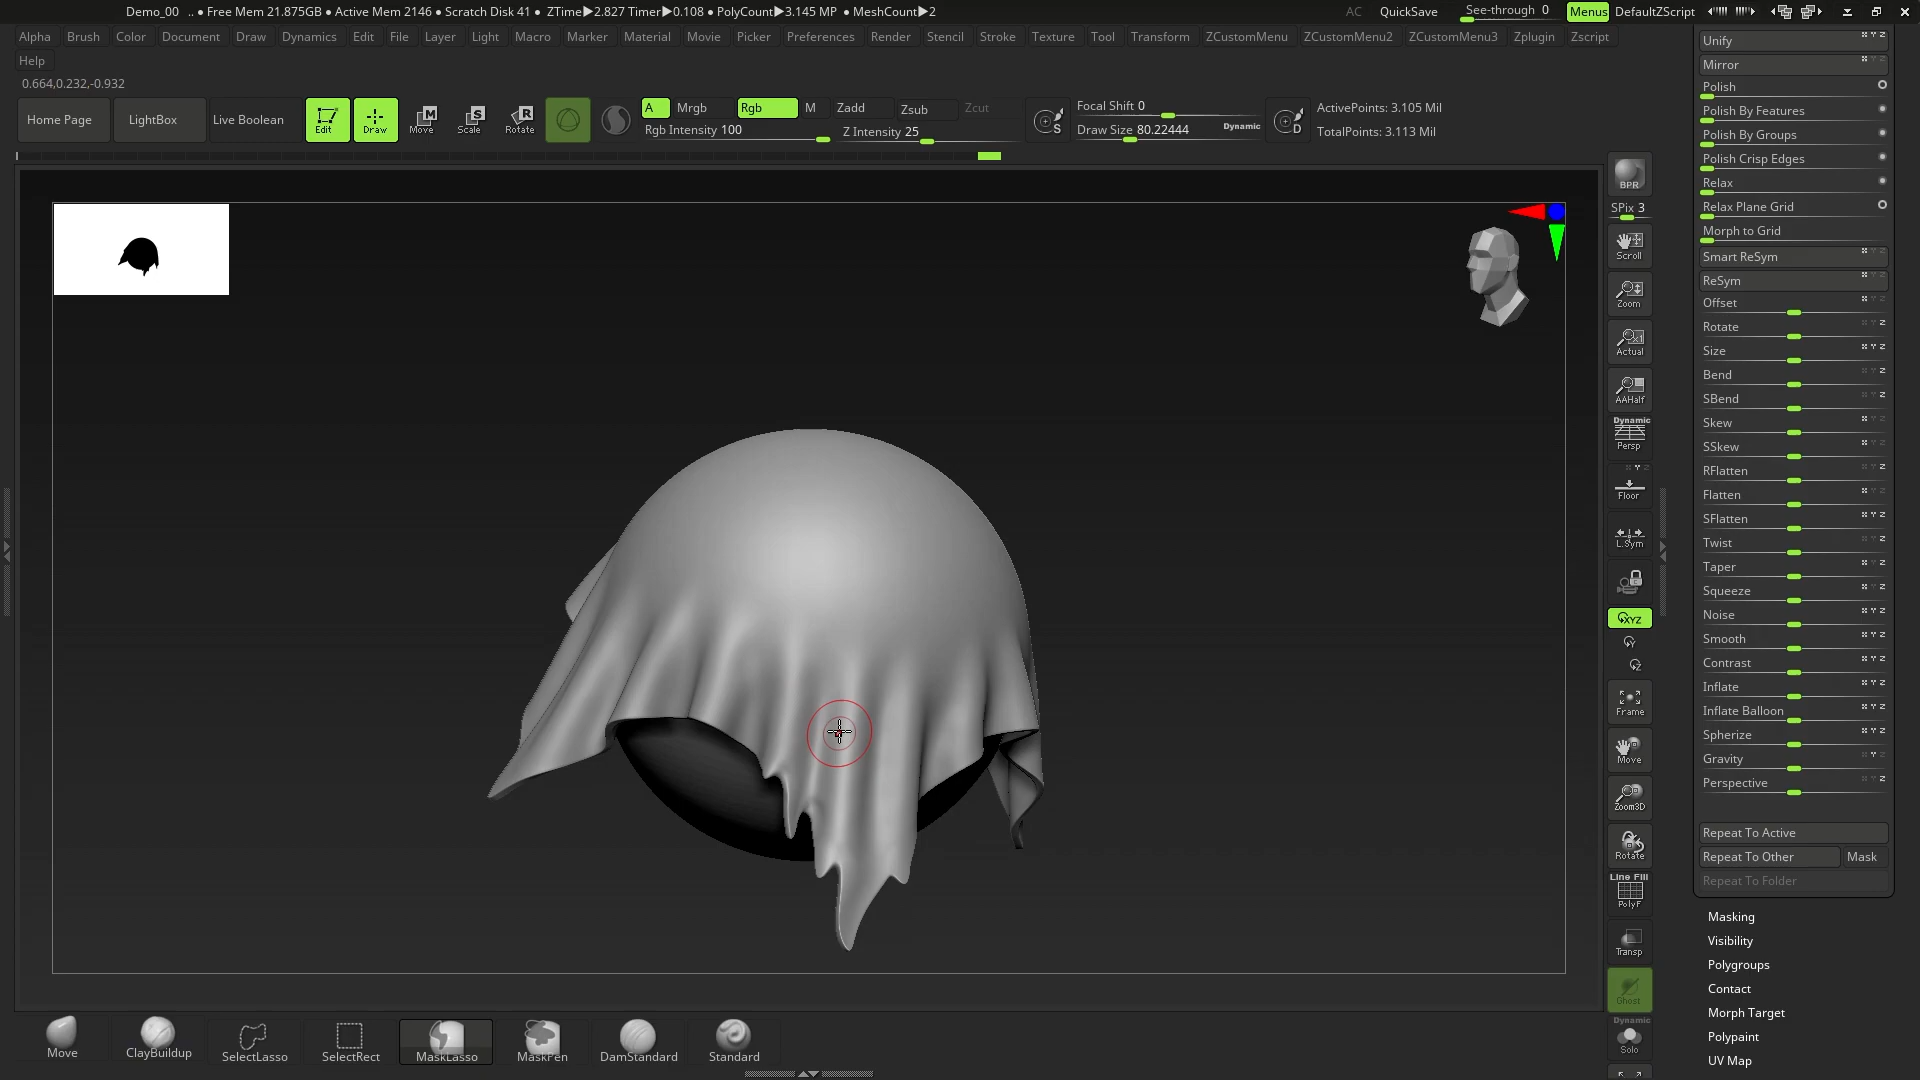 Demo_00 .. ● Free Mem 21.875GB ● Active Mem 2146 ● Scratch Disk 41 ● ZTime▶2.827 Timer▶0.108 ● PolyCount▶3.145 MP ● MeshCount▶2
AC QuickSave See-through 0 Menus DefaultZScript
Alpha Brush Color Document Draw Dynamics Edit File Layer Light Macro Marker Material Movie Picker Preferences Render Stencil Stroke Texture Tool Transform ZCustomMenu ZCustomMenu2 ZCustomMenu3 Zplugin Zscript
Help
0.664,0.232,-0.932
Home Page LightBox Live Boolean Edit Draw Move Scale Rotate
A Mrgb Rgb M Zadd Zsub Zcut
Rgb Intensity 100 Z Intensity 25
S Focal Shift 0
Draw Size 80.22444 Dynamic D
ActivePoints: 3.105 Mil
TotalPoints: 3.113 Mil
BPR
SPix 3
Scroll
Zoom
Actual
AAHalf
Dynamic
Persp
Floor
L.Sym
XYZ
Y
Z
Frame
Move
Zoom3D
Rotate
Line Fill
PolyF
Transp
Ghost
Dynamic
Solo
Unify
Mirror
Polish
Polish By Features
Polish By Groups
Polish Crisp Edges
Relax
Relax Plane Grid
Morph to Grid
Smart ReSym
ReSym
Offset
Rotate
Size
Bend
SBend
Skew
SSkew
RFlatten
Flatten
SFlatten
Twist
Taper
Squeeze
Noise
Smooth
Contrast
Inflate
Inflate Balloon
Spherize
Gravity
Perspective
Repeat To Active
Repeat To Other Mask
Repeat To Folder
Masking
Visibility
Polygroups
Contact
Morph Target
Polypaint
UV Map
Move ClayBuildup SelectLasso SelectRect MaskLasso MaskPen DamStandard Standard